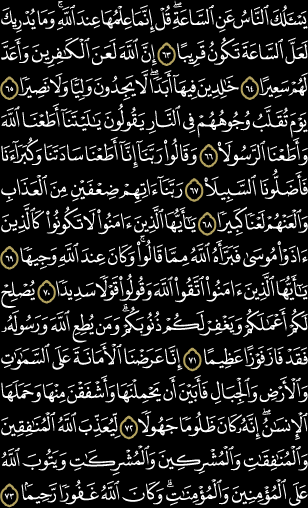 يَسْـَٔلُكَ ٱلنَّاسُ عَنِ ٱلسَّاعَةِ ۖ قُلْ إِنَّمَا عِلْمُهَا عِندَ ٱللَّهِ ۚ وَمَا يُدْرِيكَ
لَعَلَّ ٱلسَّاعَةَ تَكُونُ قَرِيبًا ٦٣ إِنَّ ٱللَّهَ لَعَنَ ٱلْكَٰفِرِينَ وَأَعَدَّ
لَهُمْ سَعِيرًا ٦٤ خَٰلِدِينَ فِيهَآ أَبَدًا ۖ لَّا يَجِدُونَ وَلِيًّا وَلَا نَصِيرًا ٦٥
يَوْمَ تُقَلَّبُ وُجُوهُهُمْ فِى ٱلنَّارِ يَقُولُونَ يَٰلَيْتَنَآ أَطَعْنَا ٱللَّهَ
وَأَطَعْنَا ٱلرَّسُولَا۠ ٦٦ وَقَالُوا۟ رَبَّنَآ إِنَّآ أَطَعْنَا سَادَتَنَا وَكُبَرَآءَنَا
فَأَضَلُّونَا ٱلسَّبِيلَا۠ ٦٧ رَبَّنَآ ءَاتِهِمْ ضِعْفَيْنِ مِنَ ٱلْعَذَابِ
وَٱلْعَنْهُمْ لَعْنًا كَبِيرًا ٦٨ يَٰٓأَيُّهَا ٱلَّذِينَ ءَامَنُوا۟ لَا تَكُونُوا۟ كَٱلَّذِينَ
ءَاذَوْا۟ مُوسَىٰ فَبَرَّأَهُ ٱللَّهُ مِمَّا قَالُوا۟ ۚ وَكَانَ عِندَ ٱللَّهِ وَجِيهًا ٦٩
يَٰٓأَيُّهَا ٱلَّذِينَ ءَامَنُوا۟ ٱتَّقُوا۟ ٱللَّهَ وَقُولُوا۟ قَوْلًا سَدِيدًا ٧٠ يُصْلِحْ
لَكُمْ أَعْمَٰلَكُمْ وَيَغْفِرْ لَكُمْ ذُنُوبَكُمْ ۗ وَمَن يُطِعِ ٱللَّهَ وَرَسُولَهُۥ
فَقَدْ فَازَ فَوْزًا عَظِيمًا ٧١ إِنَّا عَرَضْنَا ٱلْأَمَانَةَ عَلَى ٱلسَّمَٰوَٰتِ
وَٱلْأَرْضِ وَٱلْجِبَالِ فَأَبَيْنَ أَن يَحْمِلْنَهَا وَأَشْفَقْنَ مِنْهَا وَحَمَلَهَا
ٱلْإِنسَٰنُ ۖ إِنَّهُۥ كَانَ ظَلُومًا جَهُولًا ٧٢ لِّيُعَذِّبَ ٱللَّهُ ٱلْمُنَٰفِقِينَ
وَٱلْمُنَٰفِقَٰتِ وَٱلْمُشْرِكِينَ وَٱلْمُشْرِكَٰتِ وَيَتُوبَ ٱللَّهُ
عَلَى ٱلْمُؤْمِنِينَ وَٱلْمُؤْمِنَٰتِ ۗ وَكَانَ ٱللَّهُ غَفُورًا رَّحِيمًۢا ٧٣